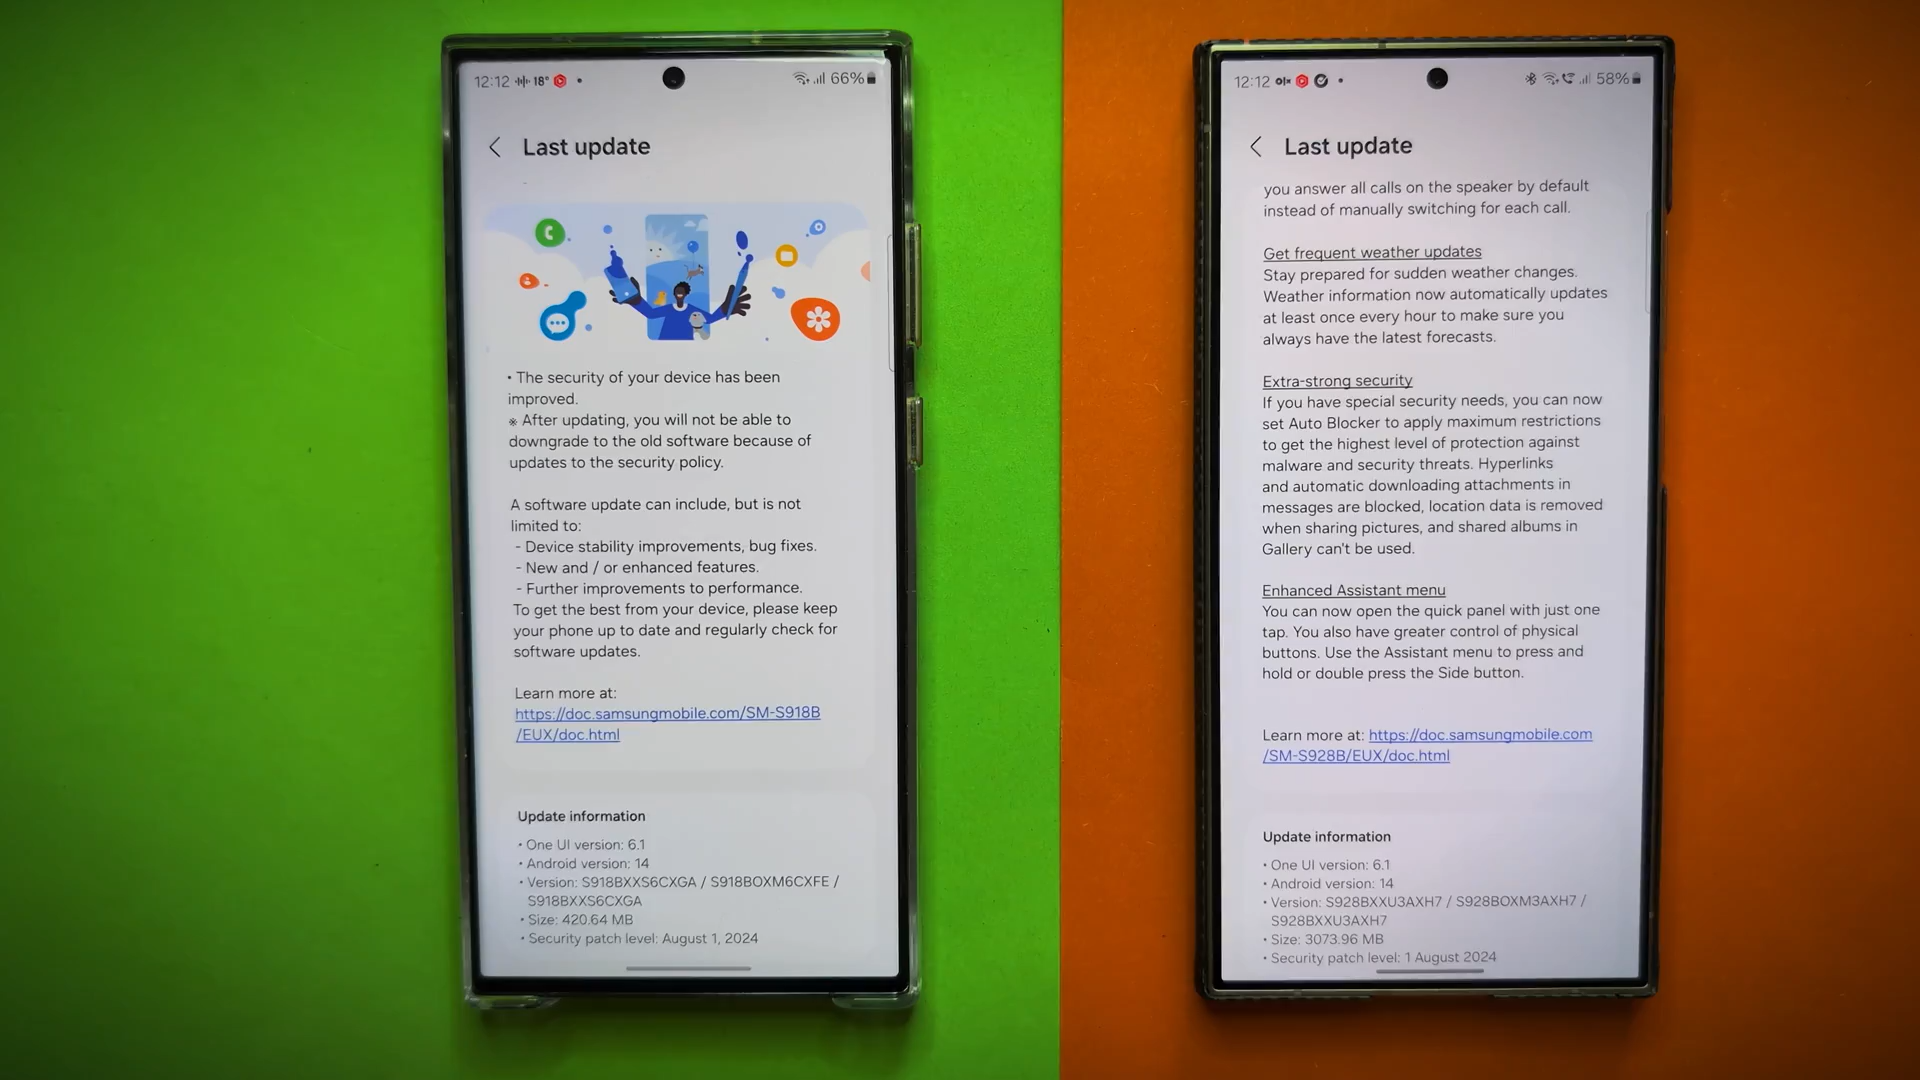 12:12 18° 66%
Last update
• The security of your device has been
improved.
※ After updating, you will not be able to
downgrade to the old software because of
updates to the security policy.
A software update can include, but is not
limited to:
- Device stability improvements, bug fixes.
- New and / or enhanced features.
- Further improvements to performance.
To get the best from your device, please keep
your phone up to date and regularly check for
software updates.
Learn more at:
https://doc.samsungmobile.com/SM-S918B
/EUX/doc.html
Update information
• One UI version: 6.1
• Android version: 14
• Version: S918BXXS6CXGA / S918BOXM6CXFE /
S918BXXS6CXGA
• Size: 420.64 MB
• Security patch level: August 1, 2024
12:12 olx 58%
Last update
you answer all calls on the speaker by default
instead of manually switching for each call.
Get frequent weather updates
Stay prepared for sudden weather changes.
Weather information now automatically updates
at least once every hour to make sure you
always have the latest forecasts.
Extra-strong security
If you have special security needs, you can now
set Auto Blocker to apply maximum restrictions
to get the highest level of protection against
malware and security threats. Hyperlinks
and automatic downloading attachments in
messages are blocked, location data is removed
when sharing pictures, and shared albums in
Gallery can't be used.
Enhanced Assistant menu
You can now open the quick panel with just one
tap. You also have greater control of physical
buttons. Use the Assistant menu to press and
hold or double press the Side button.
Learn more at: https://doc.samsungmobile.com
/SM-S928B/EUX/doc.html
Update information
• One UI version: 6.1
• Android version: 14
• Version: S928BXXU3AXH7 / S928BOXM3AXH7 /
S928BXXU3AXH7
• Size: 3073.96 MB
• Security patch level: 1 August 2024